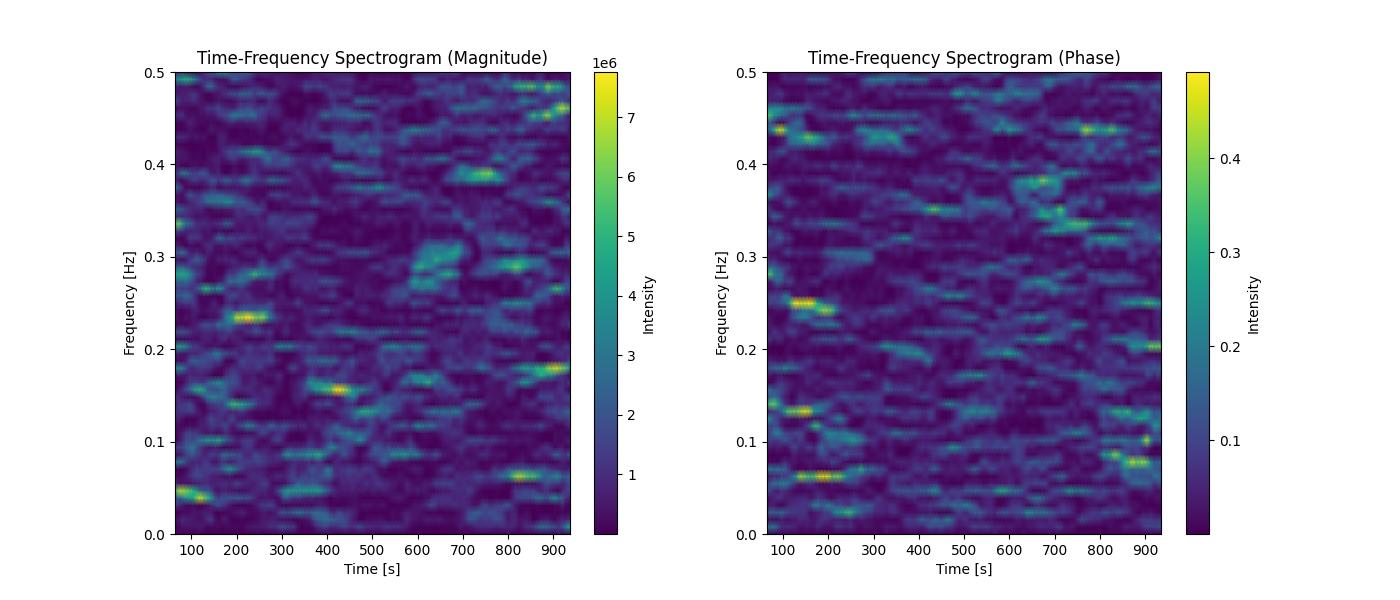 Time-Frequency Spectrogram (Magnitude)
1e6
0.5
0.4
0.3
0.2
0.1
0.0
Frequency [Hz]
100 200 300 400 500 600 700 800 900
Time [s]
7
6
5
4
3
2
1
Intensity
Time-Frequency Spectrogram (Phase)
0.5
0.4
0.3
0.2
0.1
0.0
Frequency [Hz]
100 200 300 400 500 600 700 800 900
Time [s]
0.4
0.3
0.2
0.1
Intensity